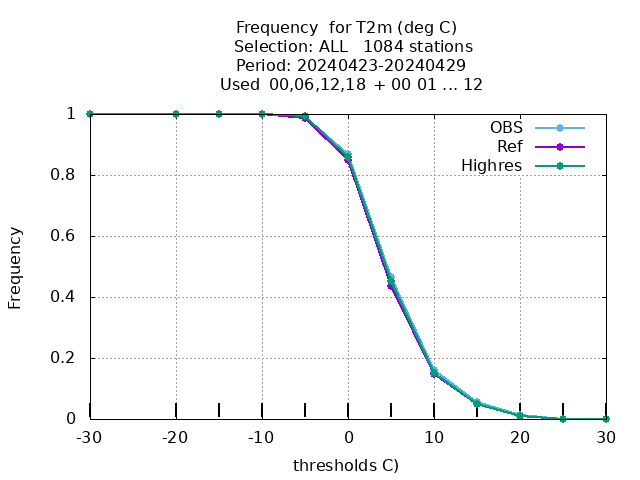 Frequency  for T2m (deg C)
Selection: ALL   1084 stations
Period: 20240423-20240429
Used 00,06,12,18 + 00 01 ... 12
OBS
Ref
Highres
Frequency
1
0.8
0.6
0.4
0.2
0
-30
-20
-10
0
10
20
30
thresholds C)